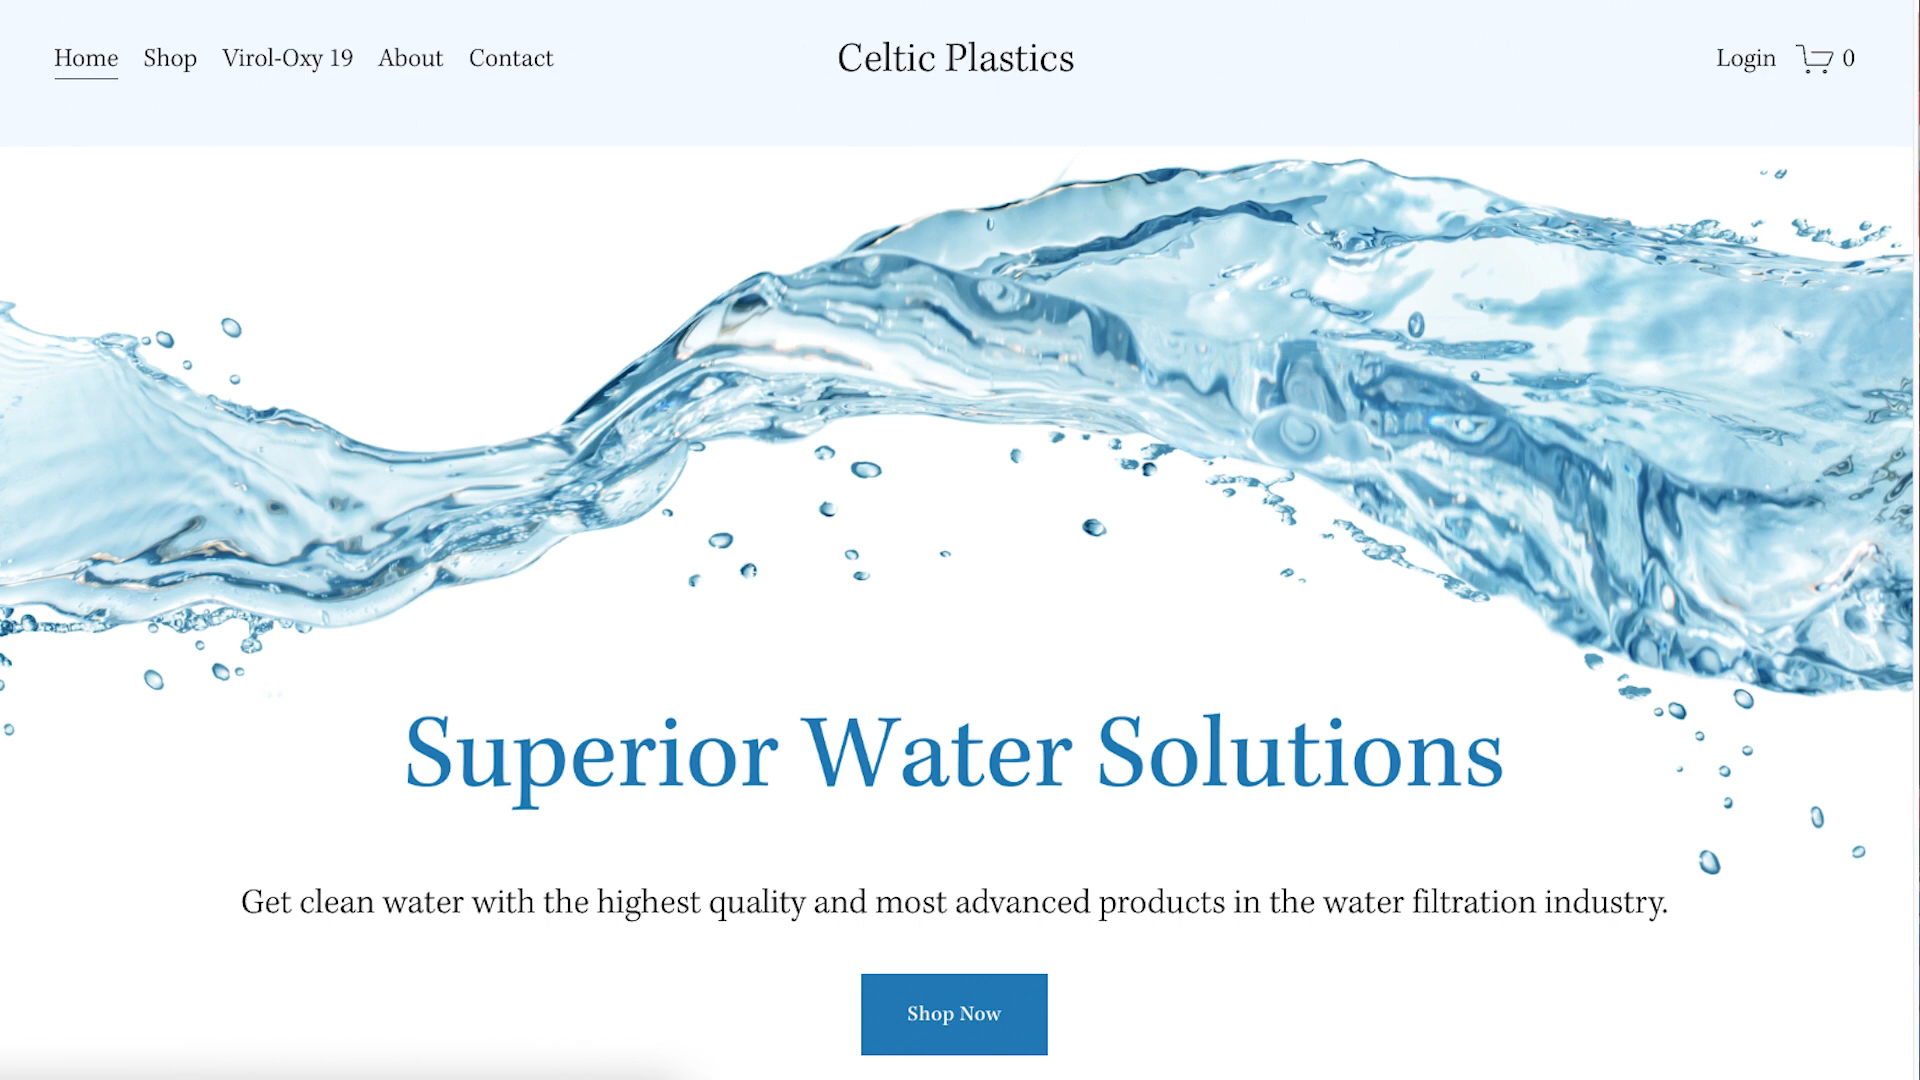 Home Shop Virol-Oxy 19 About Contact Celtic Plastics Login 0
Superior Water Solutions
Get clean water with the highest quality and most advanced products in the water filtration industry.
Shop Now